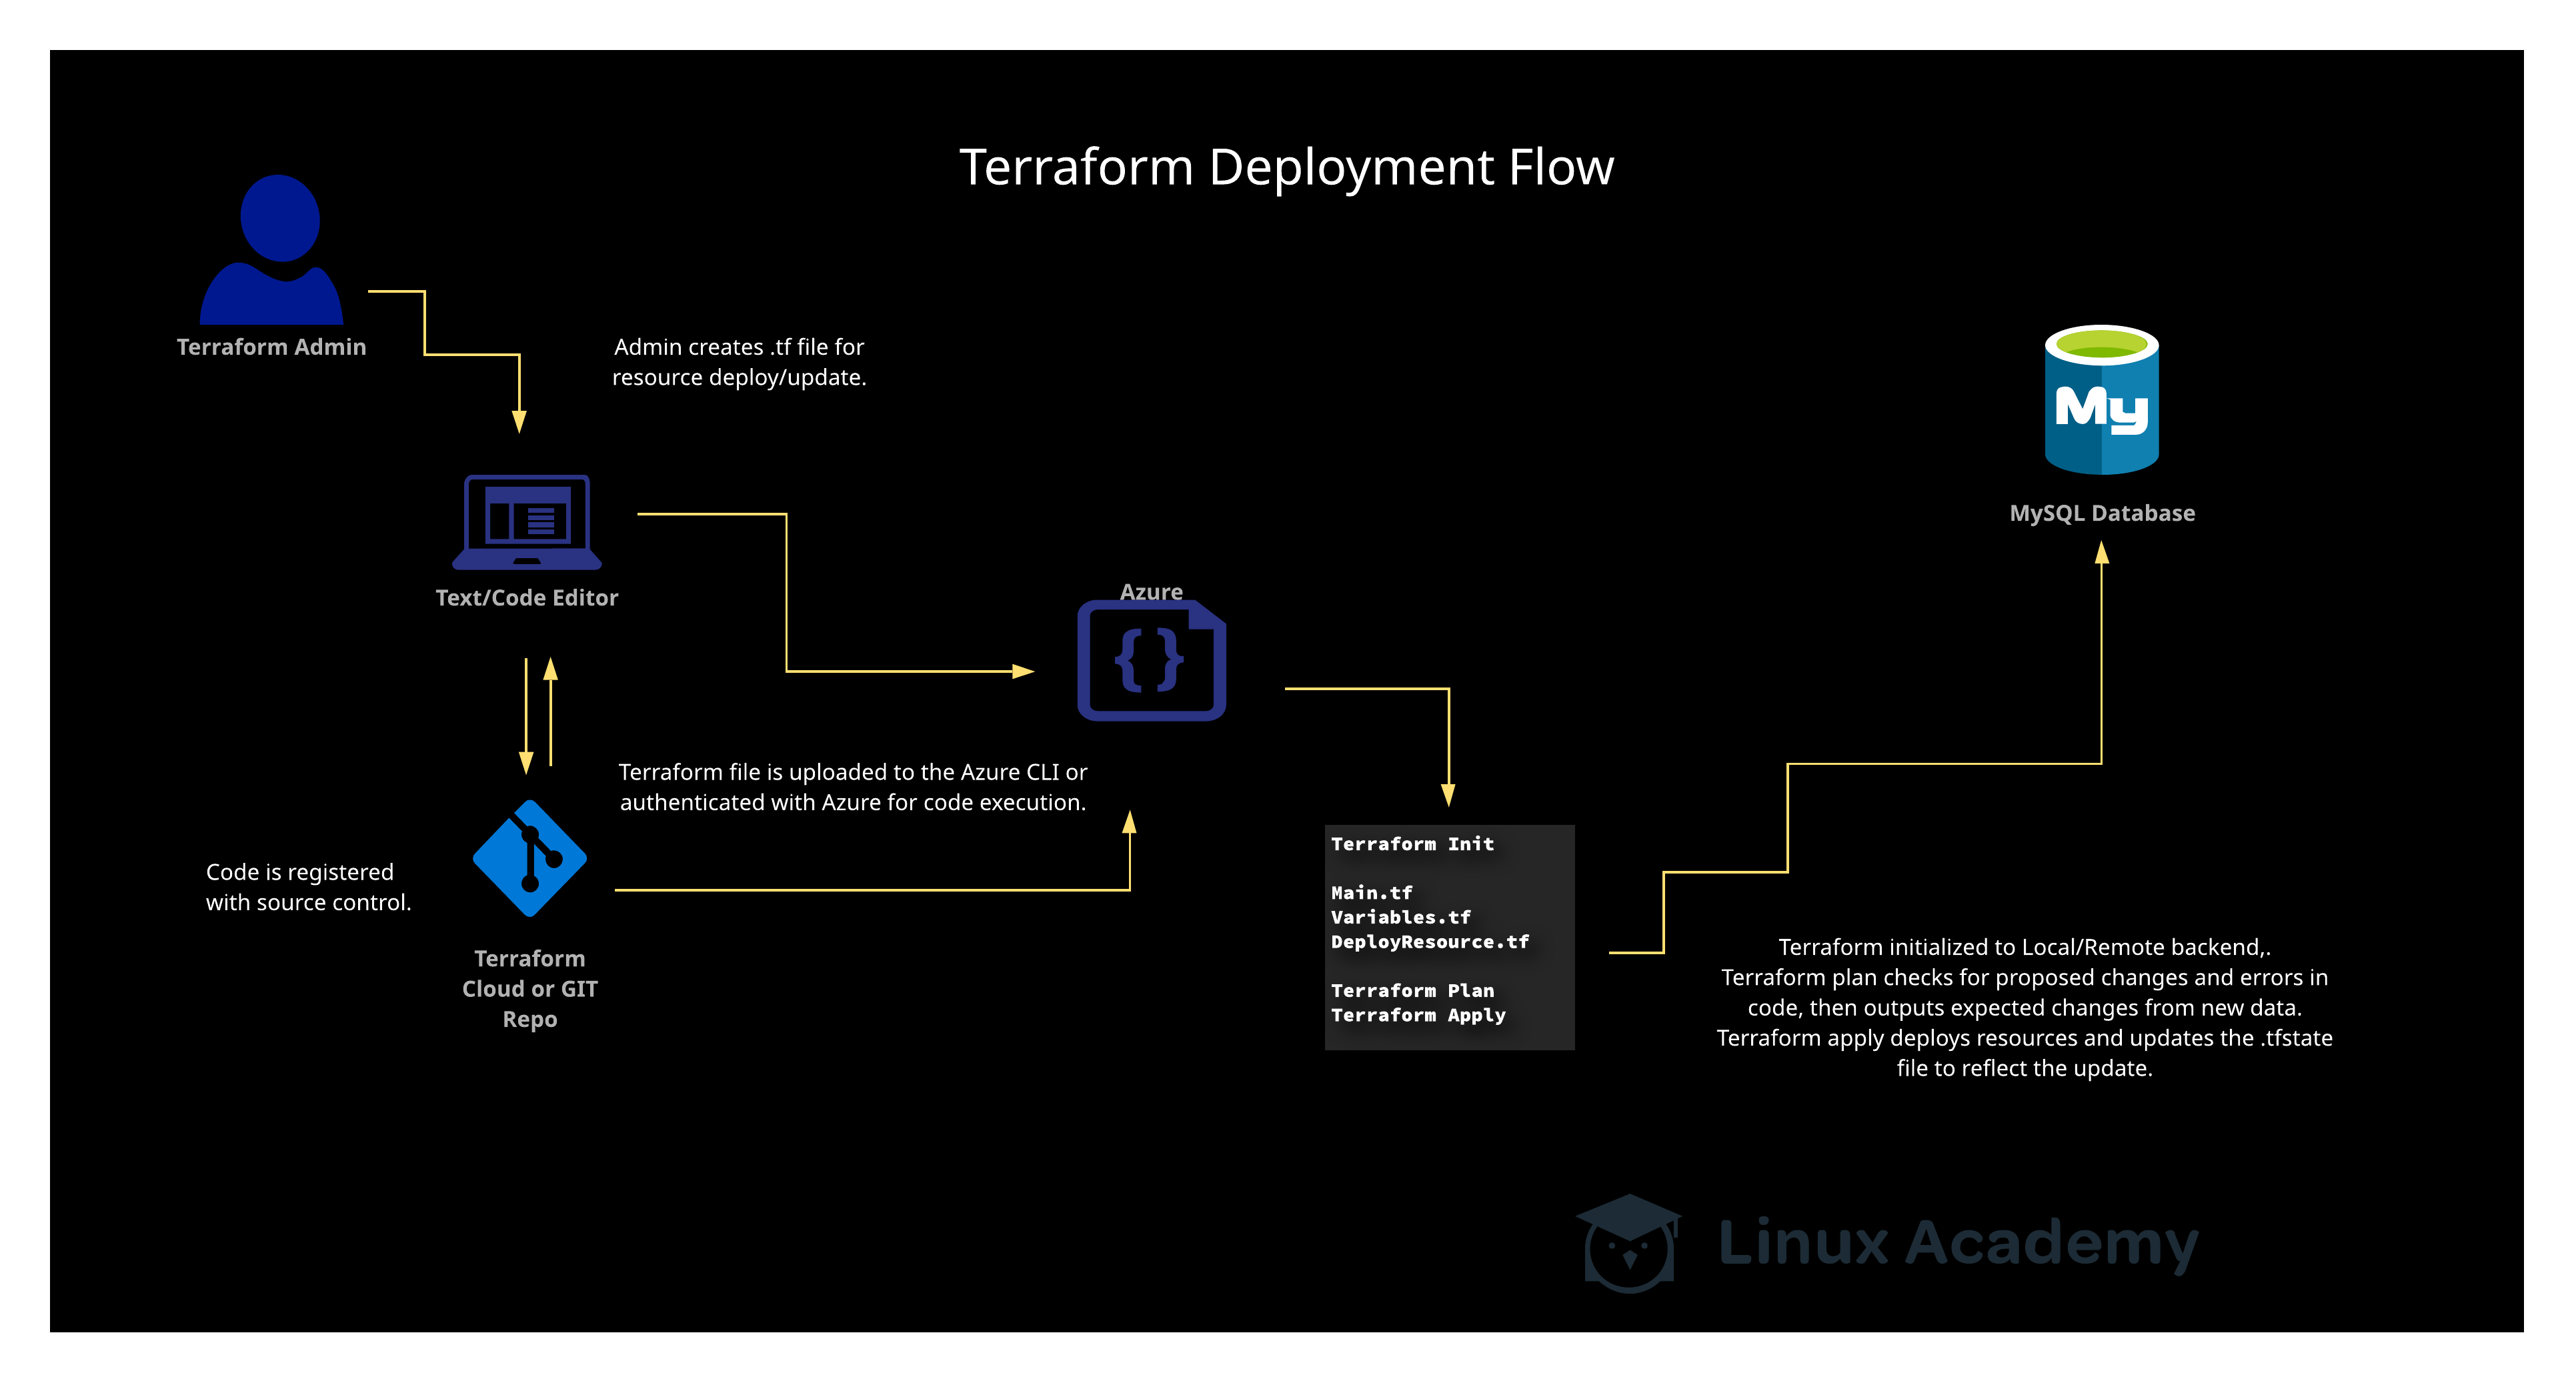 Terraform Deployment Flow
Terraform Admin
Admin creates .tf file for
resource deploy/update.
My
MySQL Database
Text/Code Editor
Azure
{ }
Terraform file is uploaded to the Azure CLI or
authenticated with Azure for code execution.
Code is registered
with source control.
Terraform
Cloud or GIT
Repo
Terraform Init
Main.tf
Variables.tf
DeployResource.tf
Terraform Plan
Terraform Apply
Terraform initialized to Local/Remote backend,.
Terraform plan checks for proposed changes and errors in
code, then outputs expected changes from new data.
Terraform apply deploys resources and updates the .tfstate
file to reflect the update.
Linux Academy